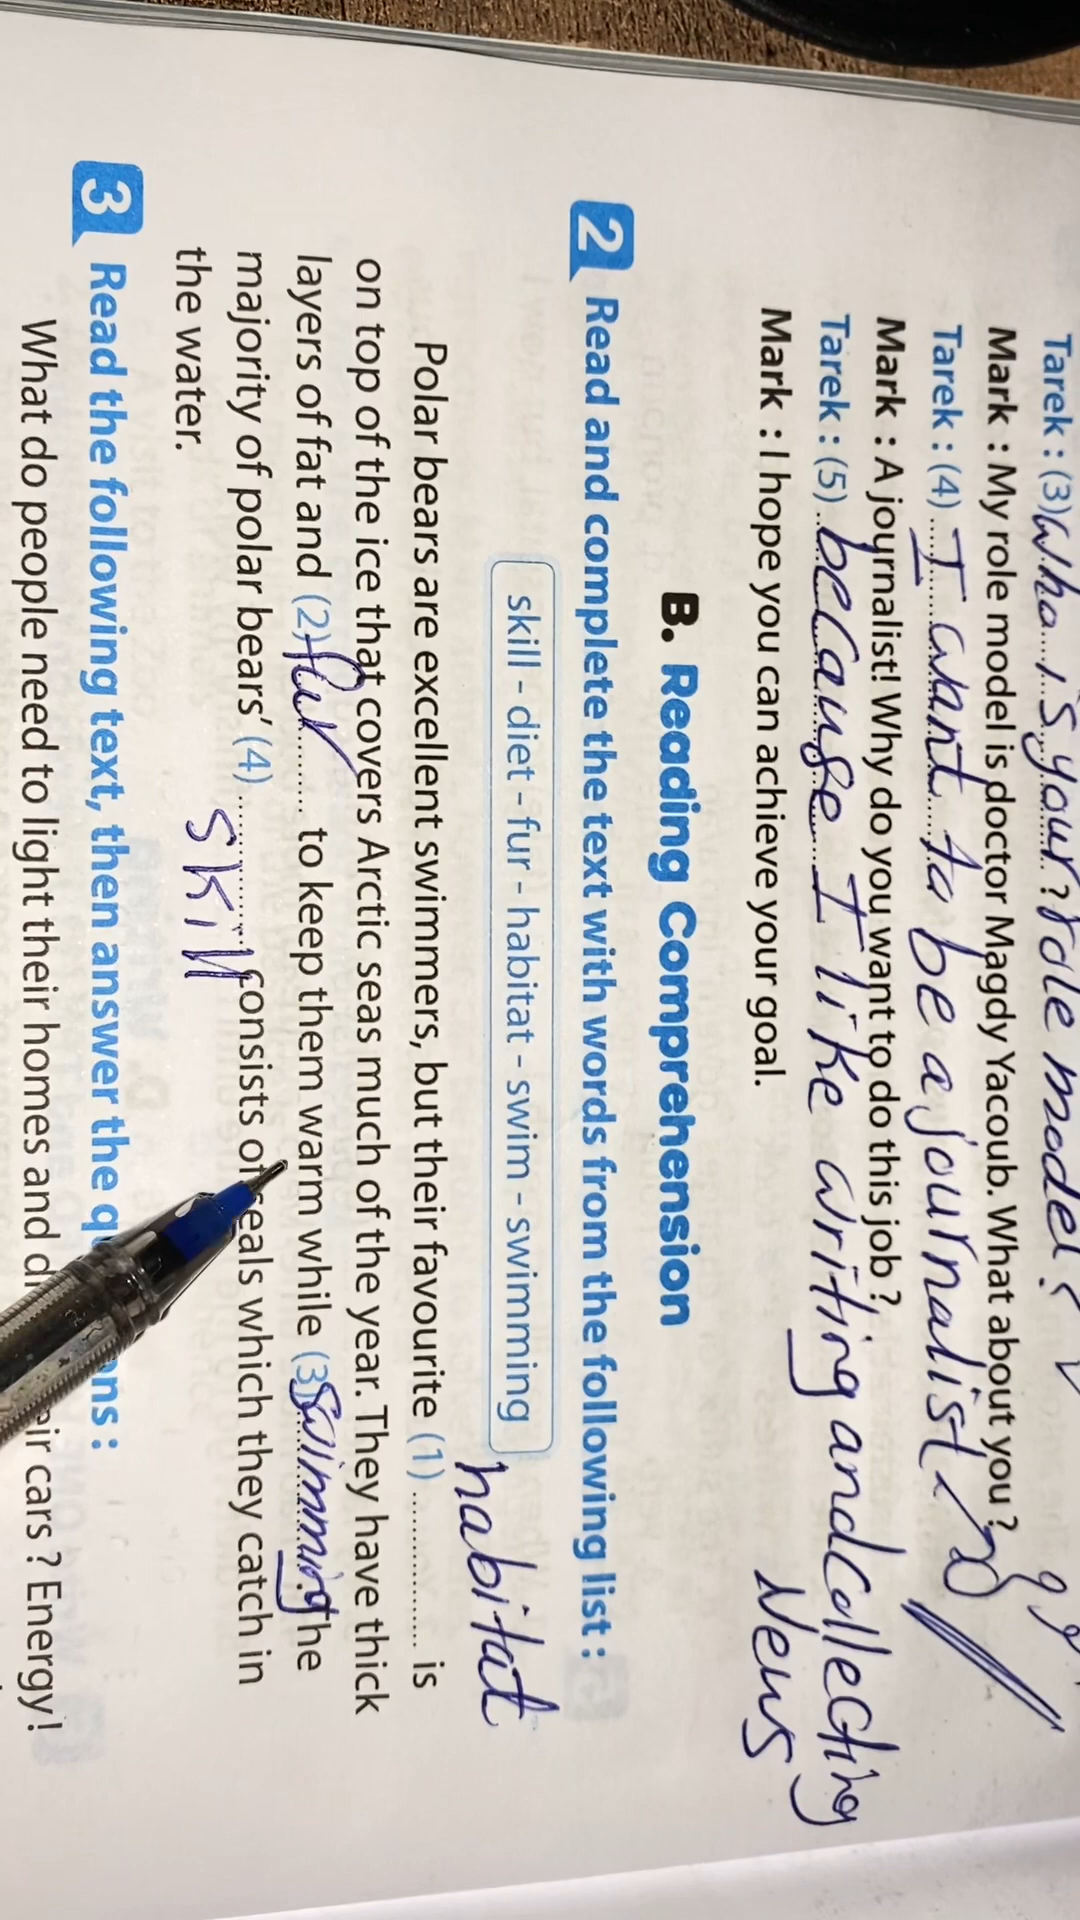 Tarek : (3) who is your role model?
Mark : My role model is doctor Magdy Yacoub. What about you ?
Tarek : (4) I want to be a journalist
Mark : A journalist! Why do you want to do this job ?
Tarek : (5) because I like writing and collecting
News
Mark : I hope you can achieve your goal.
B. Reading Comprehension
2 Read and complete the text with words from the following list :
skill - diet - fur - habitat - swim - swimming
habitat
Polar bears are excellent swimmers, but their favourite (1) ............ is
on top of the ice that covers Arctic seas much of the year. They have thick
layers of fat and (2) fur ...... to keep them warm while (3) swimming the
majority of polar bears' (4) ............ consists of seals which they catch in
skill
the water.
3 Read the following text, then answer the
What do people need to light their homes and cars ? Energy!